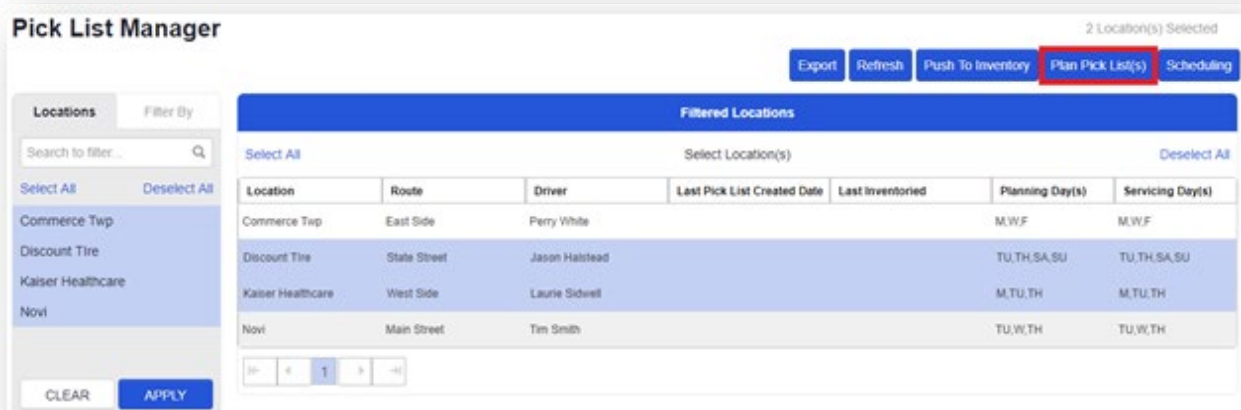 Pick List Manager
2 Location(s) Selected
Export Refresh Push To Inventory Plan Pick List(s) Scheduling
Locations Filter By
Search to filter...
Select All Deselect All
Commerce Twp
Discount TIre
Kaiser Healthcare
Novi
CLEAR APPLY
Filtered Locations
Select All Select Location(s) Deselect All
Location Route Driver Last Pick List Created Date Last Inventoried Planning Day(s) Servicing Day(s)
Commerce Twp East Side Perry White M,W,F M,W,F
Discount TIre State Street Jason Halstead TU,TH,SA,SU TU,TH,SA,SU
Kaiser Healthcare West Side Laurie Sidwell M,TU,TH M,TU,TH
Novi Main Street Tim Smith TU,W,TH TU,W,TH
1